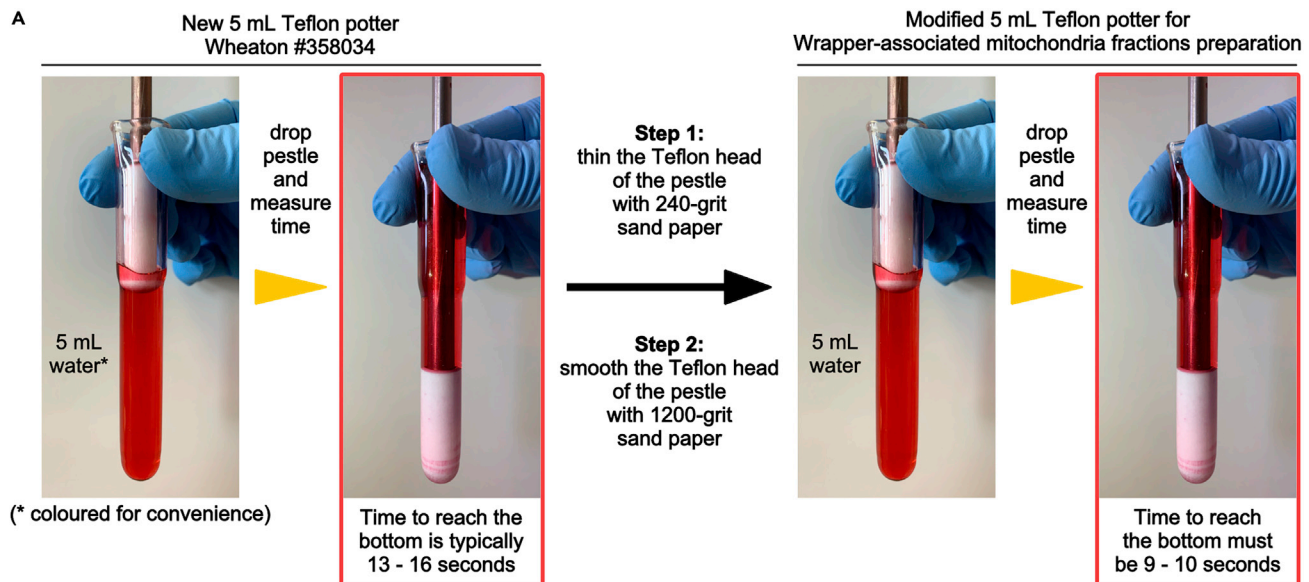 A
New 5 mL Teflon potter
Wheaton #358034
drop
pestle
and
measure
time
5 mL
water*
(* coloured for convenience)
Time to reach the
bottom is typically
13 - 16 seconds
Step 1:
thin the Teflon head
of the pestle
with 240-grit
sand paper
Step 2:
smooth the Teflon head
of the pestle
with 1200-grit
sand paper
Modified 5 mL Teflon potter for
Wrapper-associated mitochondria fractions preparation
5 mL
water
drop
pestle
and
measure
time
Time to reach
the bottom must
be 9 - 10 seconds